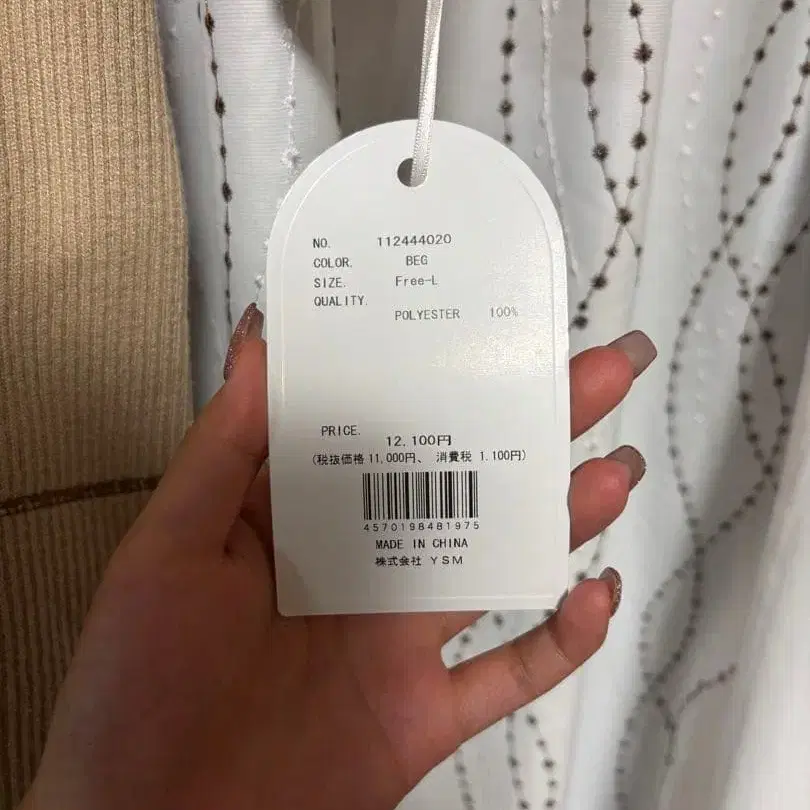 NO. 112444020
COLOR. BEG
SIZE. Free-L
QUALITY.
POLYESTER 100%
PRICE. 12,100円
(税抜価格 11,000円、 消費税 1,100円)
4570198481975
MADE IN CHINA
株式会社 YSM